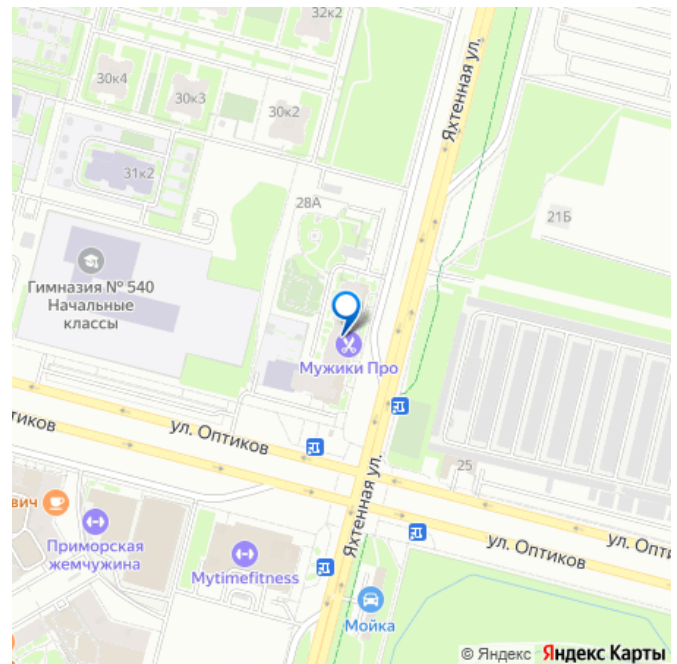 32к2
30к4
30к3
30к2
Яхтенная ул.
31к2
28А
21Б
Гимназия № 540
Начальные
классы
Мужики Про
ул. Оптиков
тиков
25
Яхтенная ул.
ул. Оптиков
ул. Опти
вич
Приморская
жемчужина
Mytimefitness
Мойка
© Яндекс Яндекс Карты